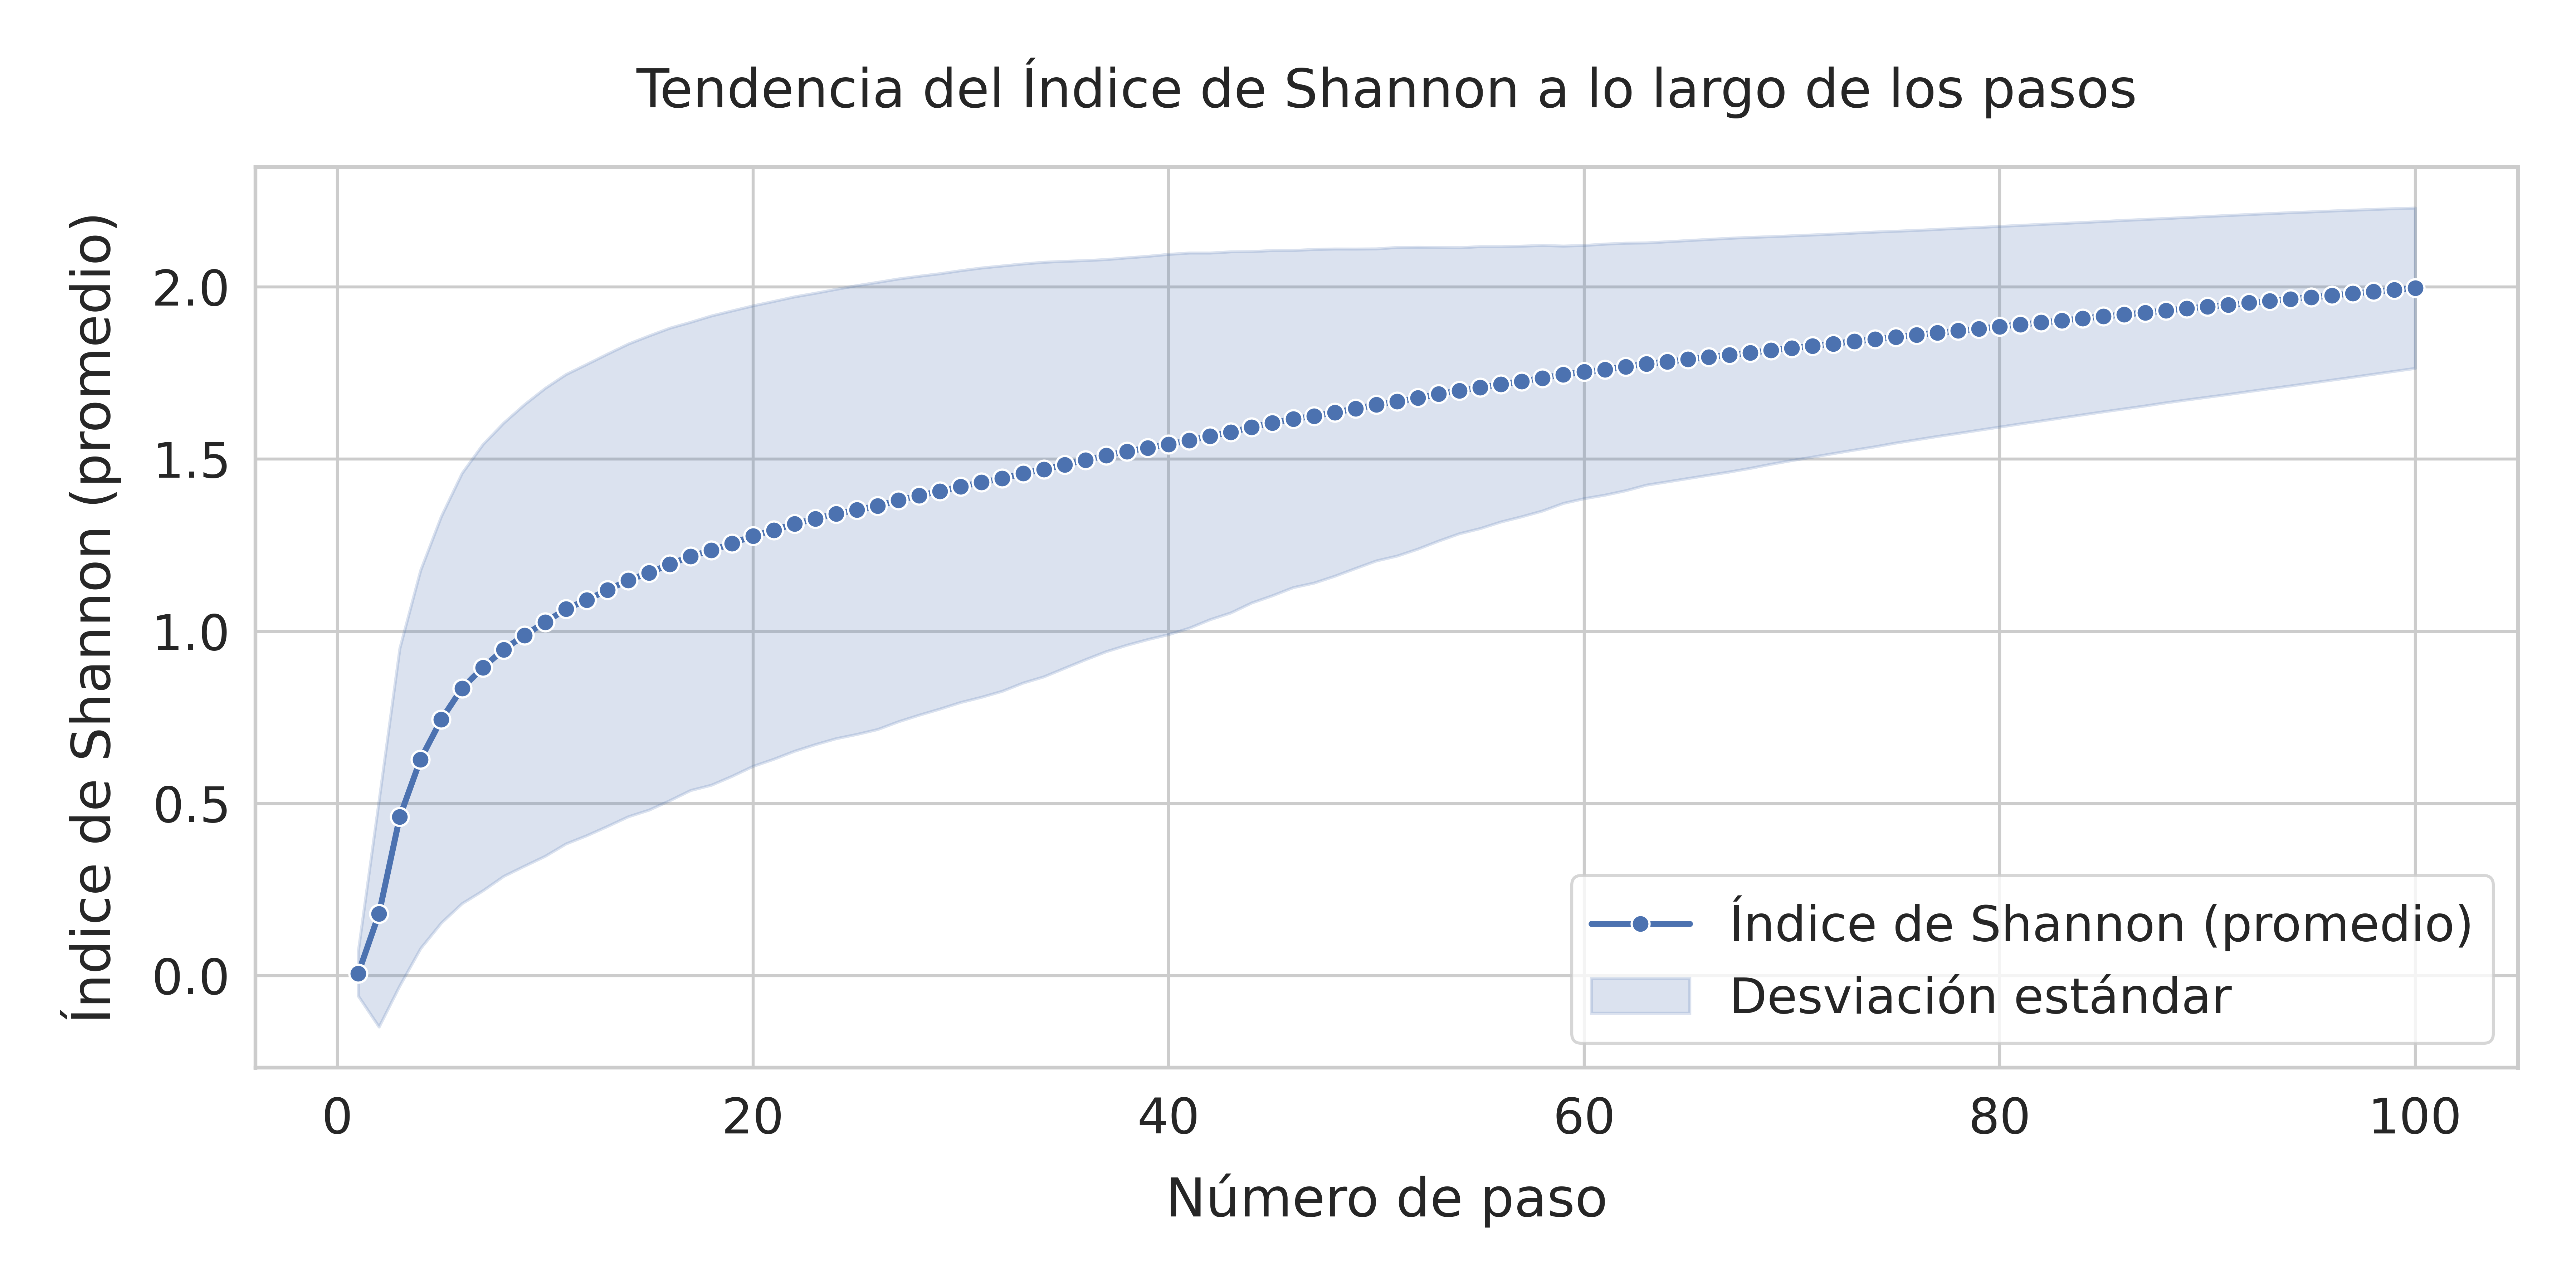 Tendencia del Índice de Shannon a lo largo de los pasos
Índice de Shannon (promedio)
2.0
1.5
1.0
0.5
0.0
Índice de Shannon (promedio)
Desviación estándar
0 20 40 60 80 100
Número de paso